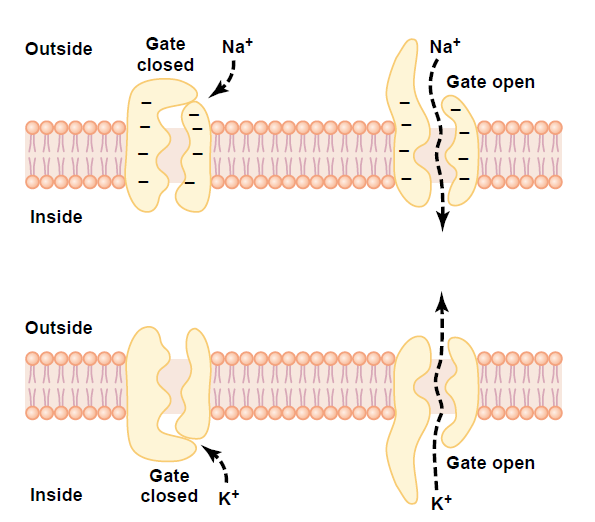 Outside
Gate
closed
Na+
Na+
Gate open
– – – – – – – –
– – – – – – – –
Inside
Outside
Gate
closed
K+
Gate open
K+
Inside